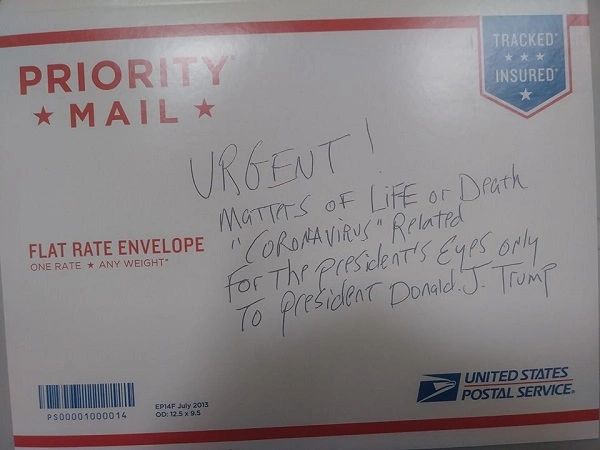 PRIORITY
★ MAIL ★
TRACKED
★ ★ ★
INSURED
★
URGENT!
MATTERS OF LIFE or Death
"CORONAVIRUS" Related
For The president's Eyes only
To president Donald. J. Trump
FLAT RATE ENVELOPE
ONE RATE ★ ANY WEIGHT*
PS00001000014
EP14F July 2013
OD: 12.5 x 9.5
UNITED STATES
POSTAL SERVICE.